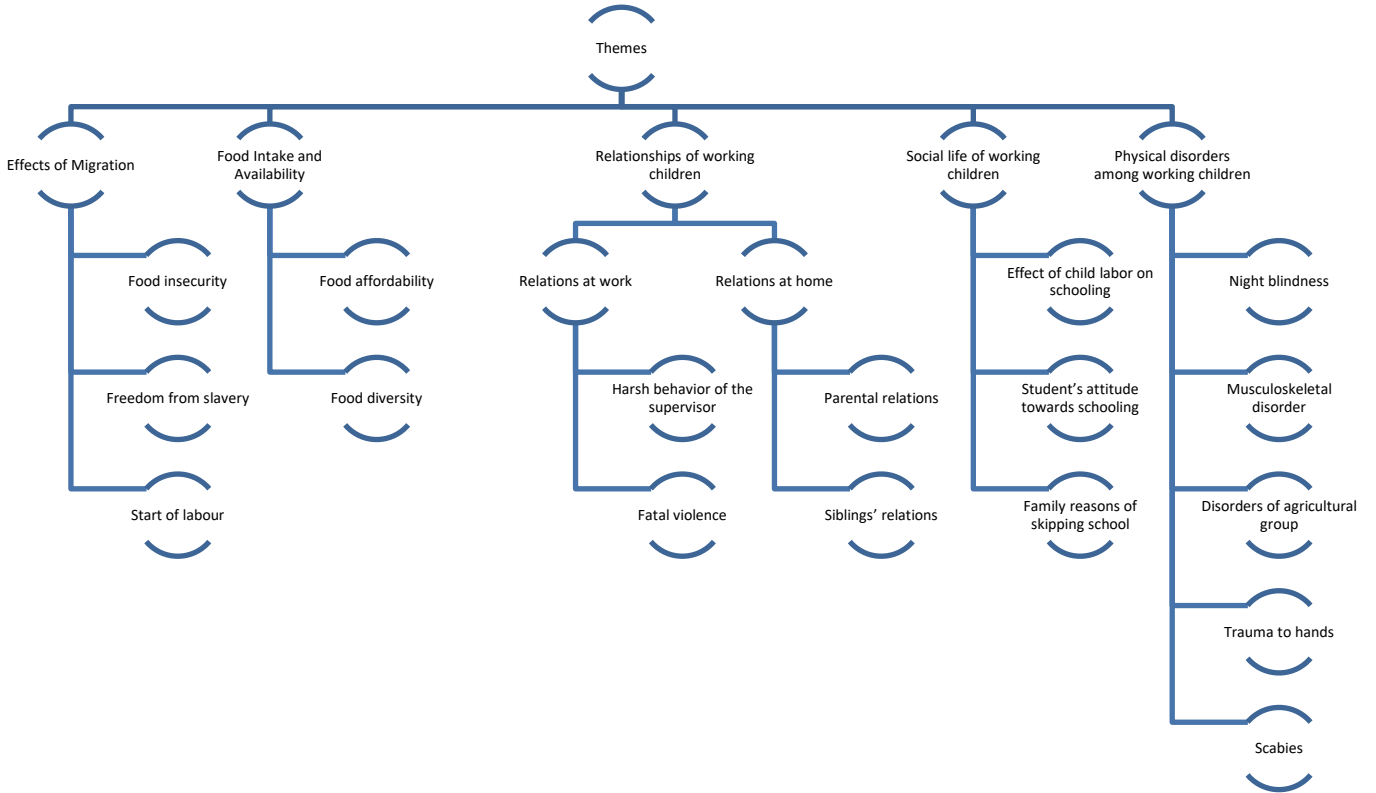 Themes
Effects of Migration
Food Intake and
Availability
Relationships of working
children
Social life of working
children
Physical disorders
among working children
Food insecurity
Freedom from slavery
Start of labour
Food affordability
Food diversity
Relations at work
Relations at home
Harsh behavior of the
supervisor
Fatal violence
Parental relations
Siblings’ relations
Effect of child labor on
schooling
Student’s attitude
towards schooling
Family reasons of
skipping school
Night blindness
Musculoskeletal
disorder
Disorders of agricultural
group
Trauma to hands
Scabies